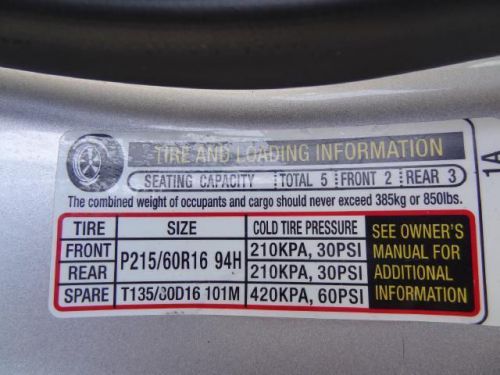 TIRE AND LOADING INFORMATION
SEATING CAPACITY TOTAL 5 FRONT 2 REAR 3
The combined weight of occupants and cargo should never exceed 385kg or 850lbs.
TIRE SIZE COLD TIRE PRESSURE
FRONT P215/60R16 94H 210KPA, 30PSI
REAR 210KPA, 30PSI
SPARE T135/80D16 101M 420KPA, 60PSI
SEE OWNER'S
MANUAL FOR
ADDITIONAL
INFORMATION
1A